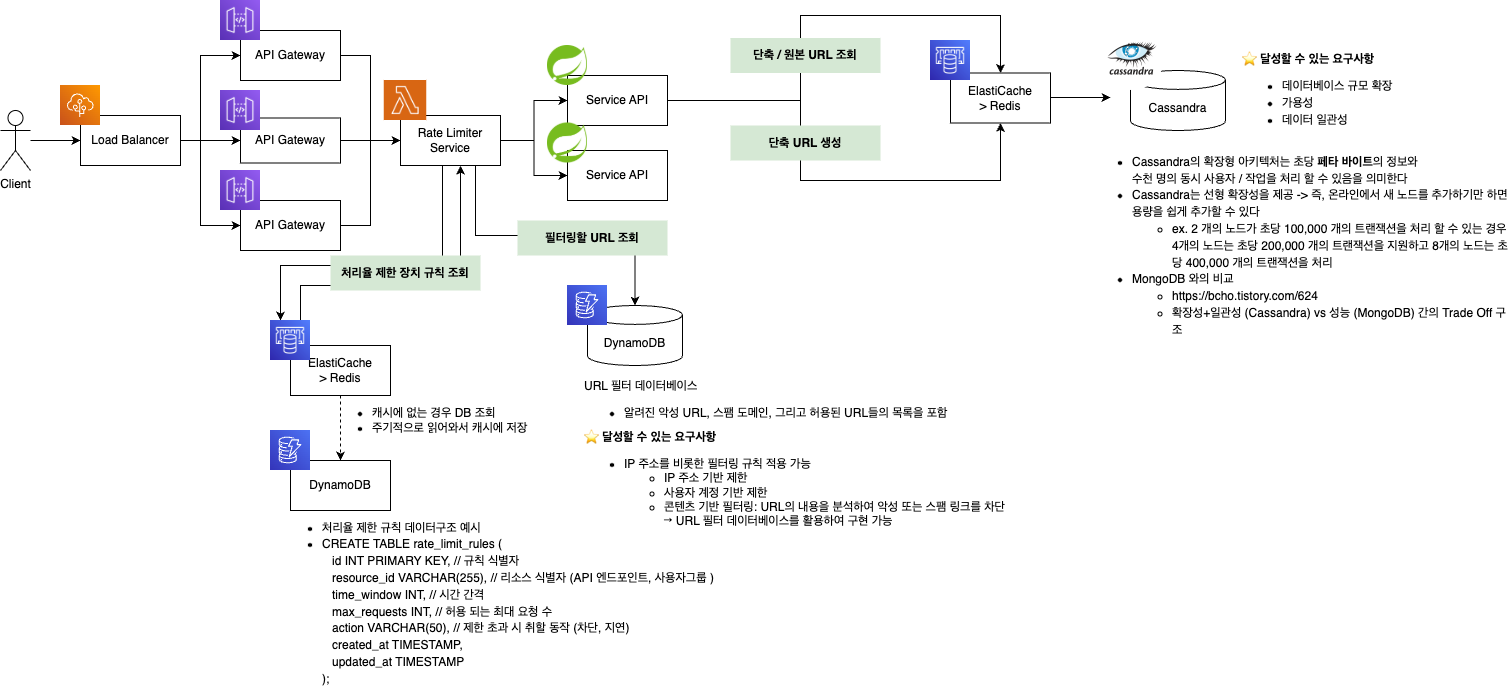 Client
Load Balancer
API Gateway
API Gateway
API Gateway
Rate Limiter
Service
Service API
Service API
단축 / 원본 URL 조회
단축 URL 생성
ElastiCache
> Redis
cassandra
Cassandra
⭐ 달성할 수 있는 요구사항
• 데이터베이스 규모 확장
• 가용성
• 데이터 일관성
• Cassandra의 확장형 아키텍처는 초당 페타 바이트의 정보와
수천 명의 동시 사용자 / 작업을 처리 할 수 있음을 의미한다
• Cassandra는 선형 확장성을 제공 -> 즉, 온라인에서 새 노드를 추가하기만 하면
용량을 쉽게 추가할 수 있다
◦ ex. 2 개의 노드가 초당 100,000 개의 트랜잭션을 처리 할 수 있는 경우
4개의 노드는 초당 200,000 개의 트랜잭션을 지원하고 8개의 노드는 초
당 400,000 개의 트랜잭션을 처리
• MongoDB 와의 비교
◦ https://bcho.tistory.com/624
◦ 확장성+일관성 (Cassandra) vs 성능 (MongoDB) 간의 Trade Off 구
조
필터링할 URL 조회
처리율 제한 장치 규칙 조회
DynamoDB
URL 필터 데이터베이스
• 알려진 악성 URL, 스팸 도메인, 그리고 허용된 URL들의 목록을 포함
⭐ 달성할 수 있는 요구사항
• IP 주소를 비롯한 필터링 규칙 적용 가능
◦ IP 주소 기반 제한
◦ 사용자 계정 기반 제한
◦ 콘텐츠 기반 필터링: URL의 내용을 분석하여 악성 또는 스팸 링크를 차단
→ URL 필터 데이터베이스를 활용하여 구현 가능
ElastiCache
> Redis
• 캐시에 없는 경우 DB 조회
• 주기적으로 읽어와서 캐시에 저장
DynamoDB
• 처리율 제한 규칙 데이터구조 예시
• CREATE TABLE rate_limit_rules (
id INT PRIMARY KEY, // 규칙 식별자
resource_id VARCHAR(255), // 리소스 식별자 (API 엔드포인트, 사용자그룹 )
time_window INT, // 시간 간격
max_requests INT, // 허용 되는 최대 요청 수
action VARCHAR(50), // 제한 초과 시 취할 동작 (차단, 지연)
created_at TIMESTAMP,
updated_at TIMESTAMP
);